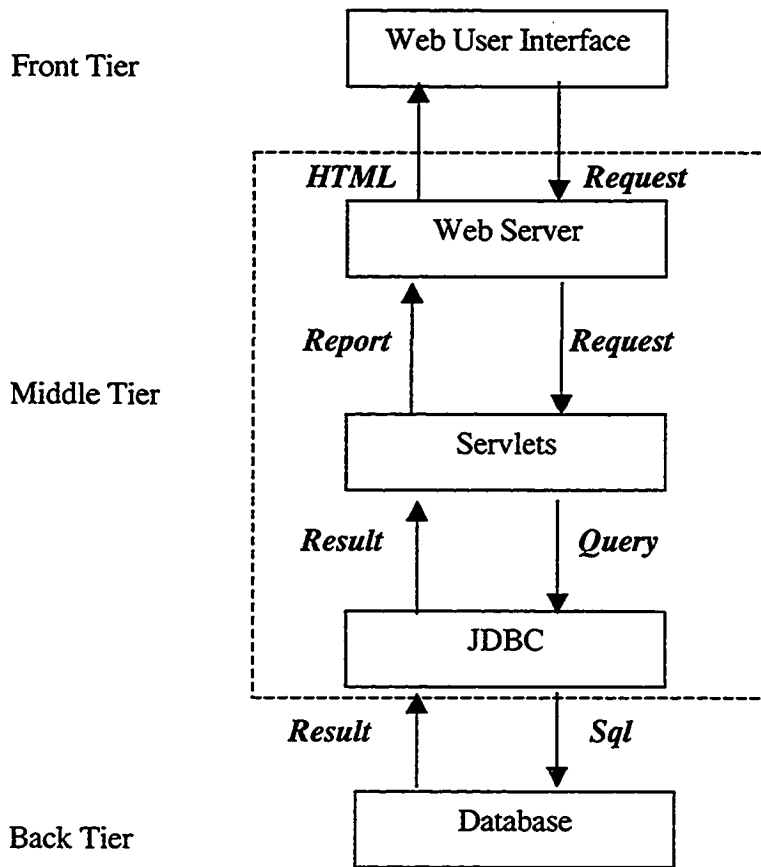 Web User Interface
Front Tier
HTML
Request
Web Server
Report
Request
Middle Tier
Servlets
Result
Query
JDBC
Result
Sql
Database
Back Tier